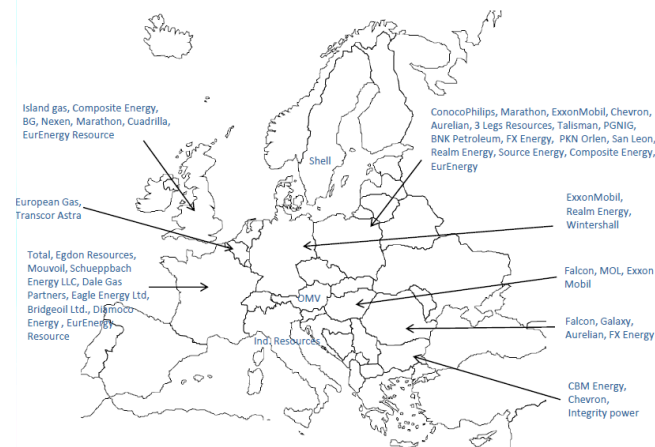 Island gas, Composite Energy,
BG, Nexen, Marathon, Cuadrilla,
EurEnergy Resource
ConocoPhilips, Marathon, ExxonMobil, Chevron,
Aurelian, 3 Legs Resources, Talisman, PGNIG,
BNK Petroleum, FX Energy, PKN Orlen, San Leon,
Realm Energy, Source Energy, Composite Energy,
EurEnergy
Shell
European Gas,
Transcor Astra
ExxonMobil,
Realm Energy,
Wintershall
Total, Egdon Resources,
Mouvoil, Schueppbach
Energy LLC, Dale Gas
Partners, Eagle Energy Ltd,
Bridgeoil Ltd., Diamoco
Energy , EurEnergy
Resource
OMV
Falcon, MOL, Exxon
Mobil
Ind. Resources
Falcon, Galaxy,
Aurelian, FX Energy
CBM Energy,
Chevron,
Integrity power